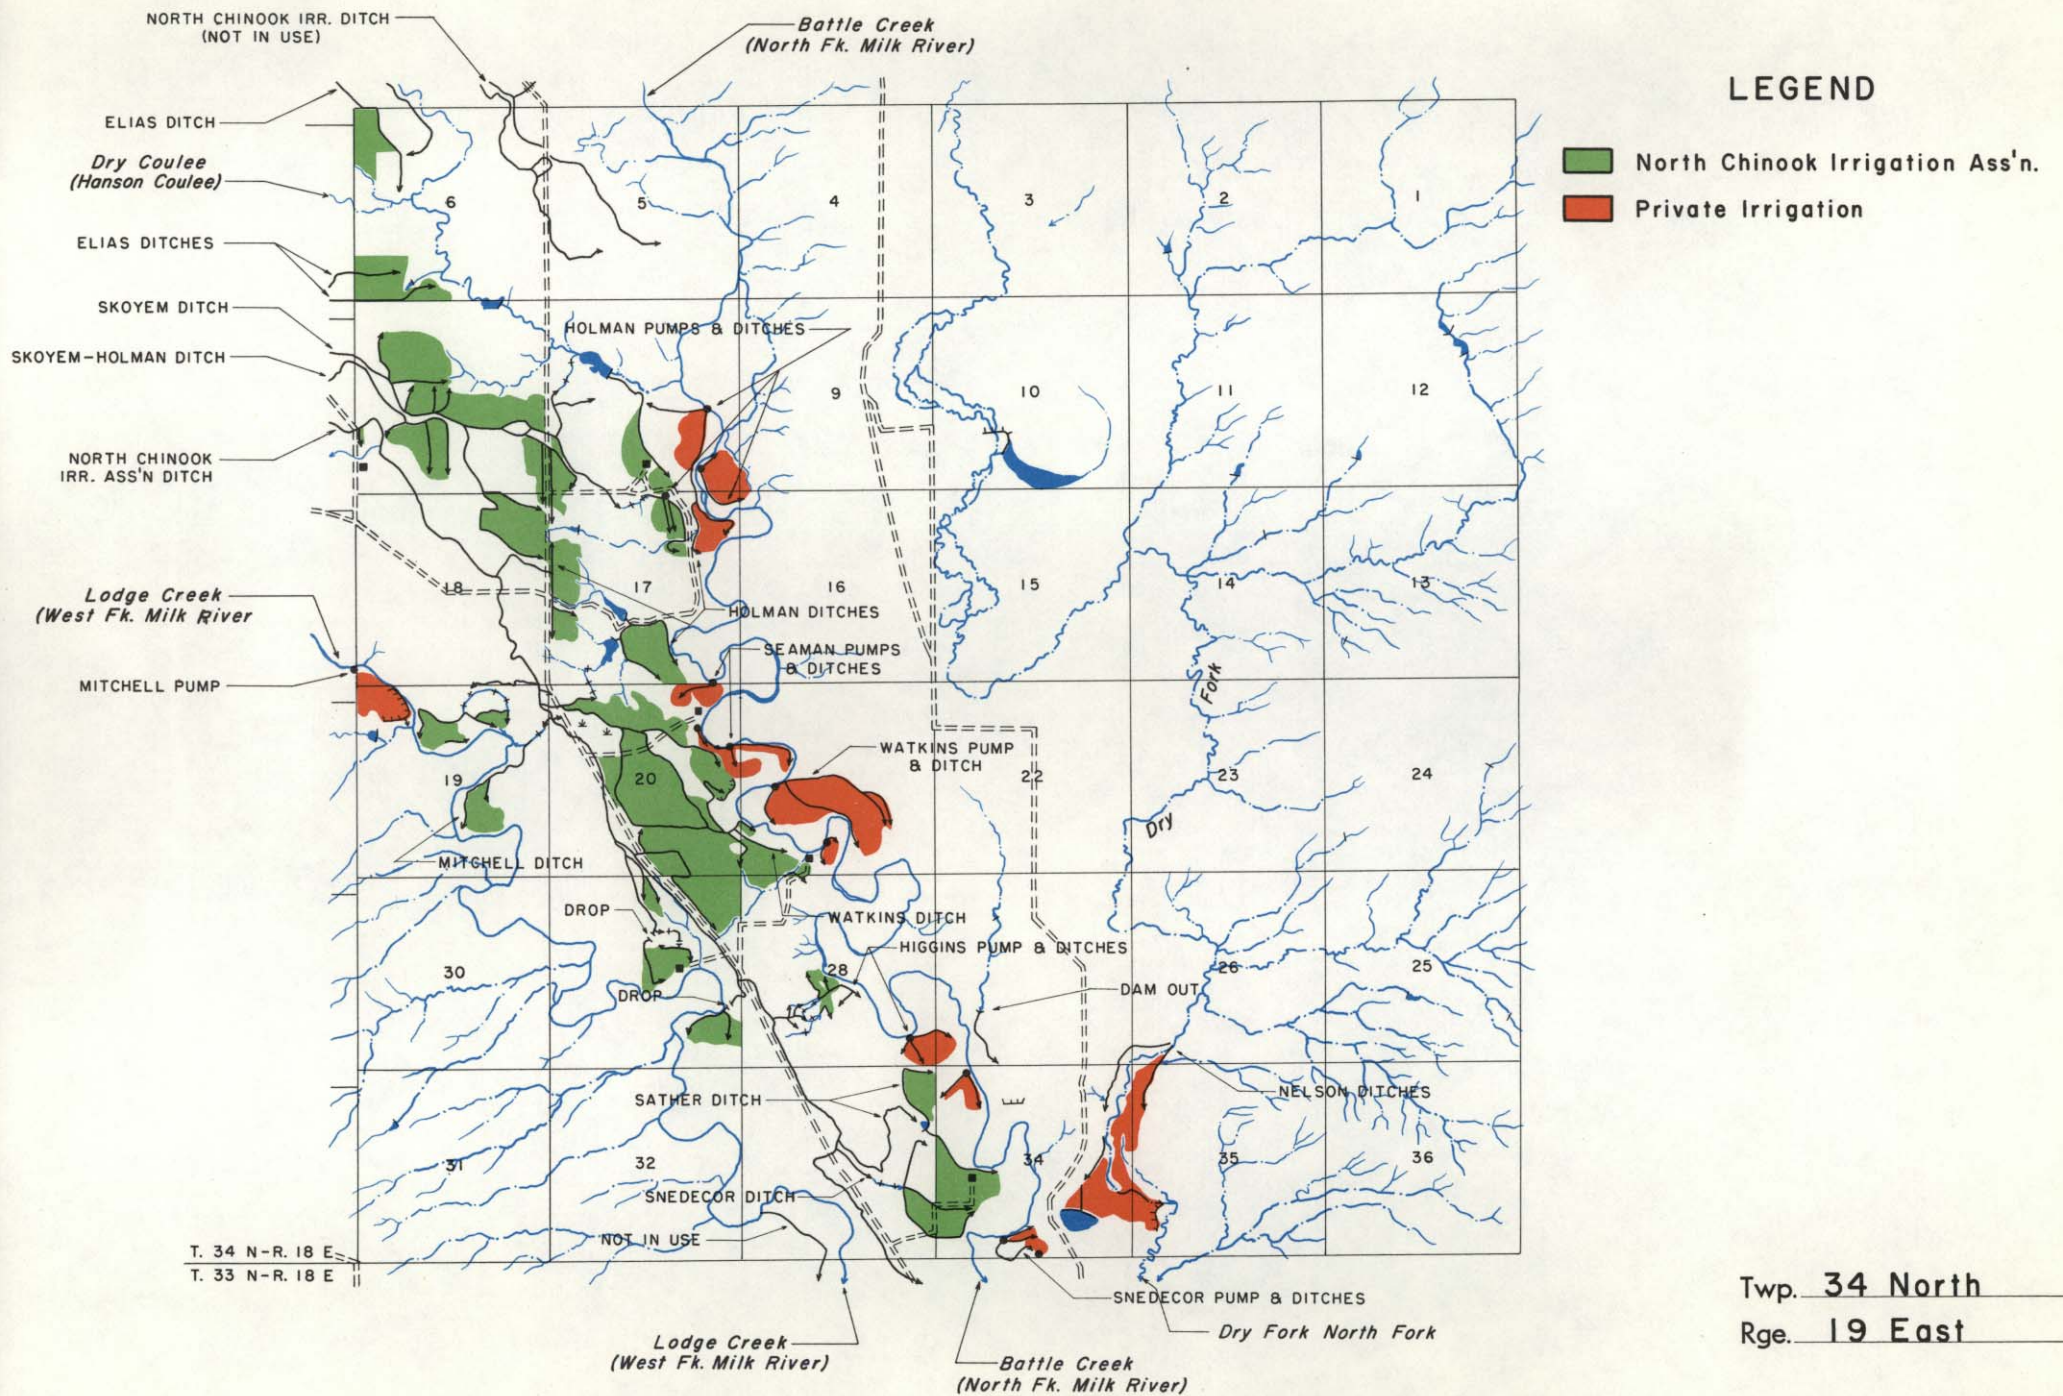 NORTH CHINOOK IRR. DITCH
(NOT IN USE)
Battle Creek
(North Fk. Milk River)
LEGEND
North Chinook Irrigation Ass'n.
Private Irrigation
ELIAS DITCH
Dry Coulee
(Hanson Coulee)
6
5
4
3
2
1
ELIAS DITCHES
SKOYEM DITCH
HOLMAN PUMPS & DITCHES
SKOYEM-HOLMAN DITCH
9
10
11
12
NORTH CHINOOK
IRR. ASS'N DITCH
18
17
16
15
14
13
Lodge Creek
(West Fk. Milk River
HOLMAN DITCHES
SEAMAN PUMPS
& DITCHES
MITCHELL PUMP
Dry Fork
WATKINS PUMP
& DITCH
19
20
22
23
24
MITCHELL DITCH
DROP
WATKINS DITCH
HIGGINS PUMP & DITCHES
30
28
26
25
DROP
DAM OUT
SATHER DITCH
NELSON DITCHES
31
32
34
35
36
SNEDECOR DITCH
NOT IN USE
T. 34 N-R. 18 E
T. 33 N-R. 18 E
SNEDECOR PUMP & DITCHES
Dry Fork North Fork
Lodge Creek
(West Fk. Milk River)
Battle Creek
(North Fk. Milk River)
Twp. 34 North
Rge. 19 East